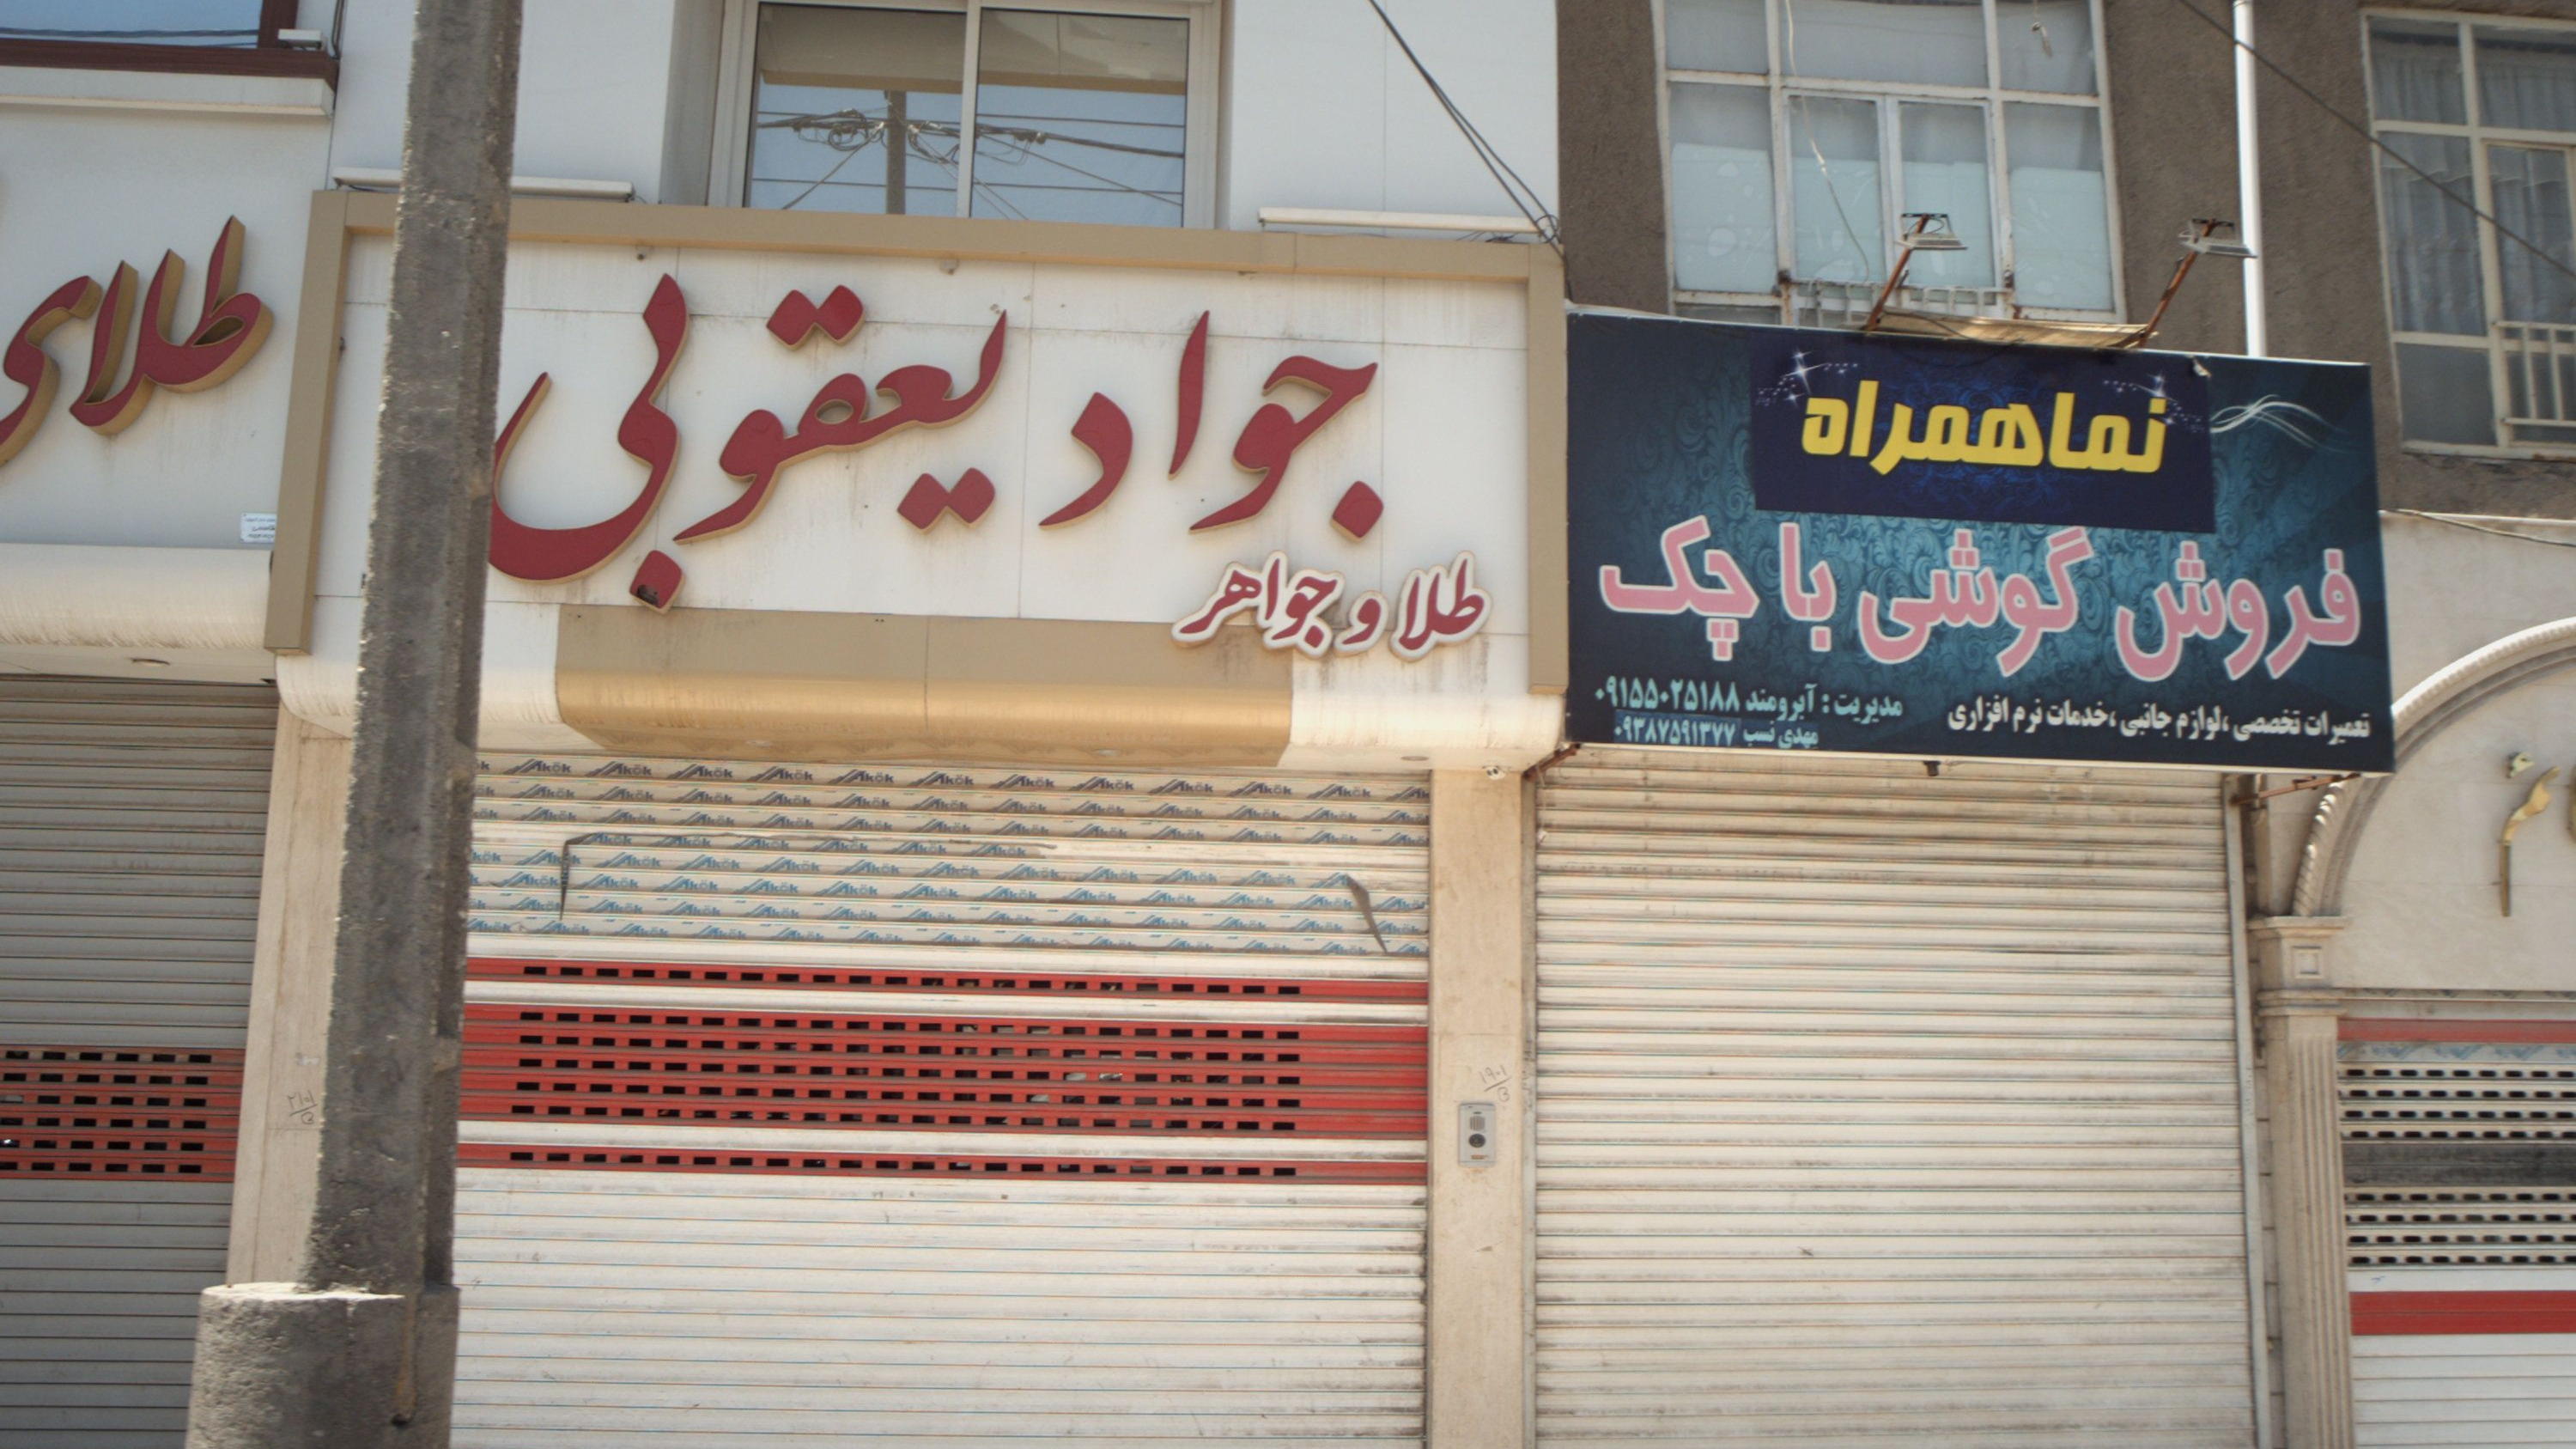 طلای
جواد یعقوبی
طلا و جواهر
نماهمراه
فروش گوشی با چک
تعمیرات تخصصی ،لوازم جانبی ،خدمات نرم افزاری
مدیریت : آبرومند ۰۹۱۵۵۰۲۵۱۸۸
مهدی نسب ۰۹۳۸۷۵۹۱۳۷۷
Akök